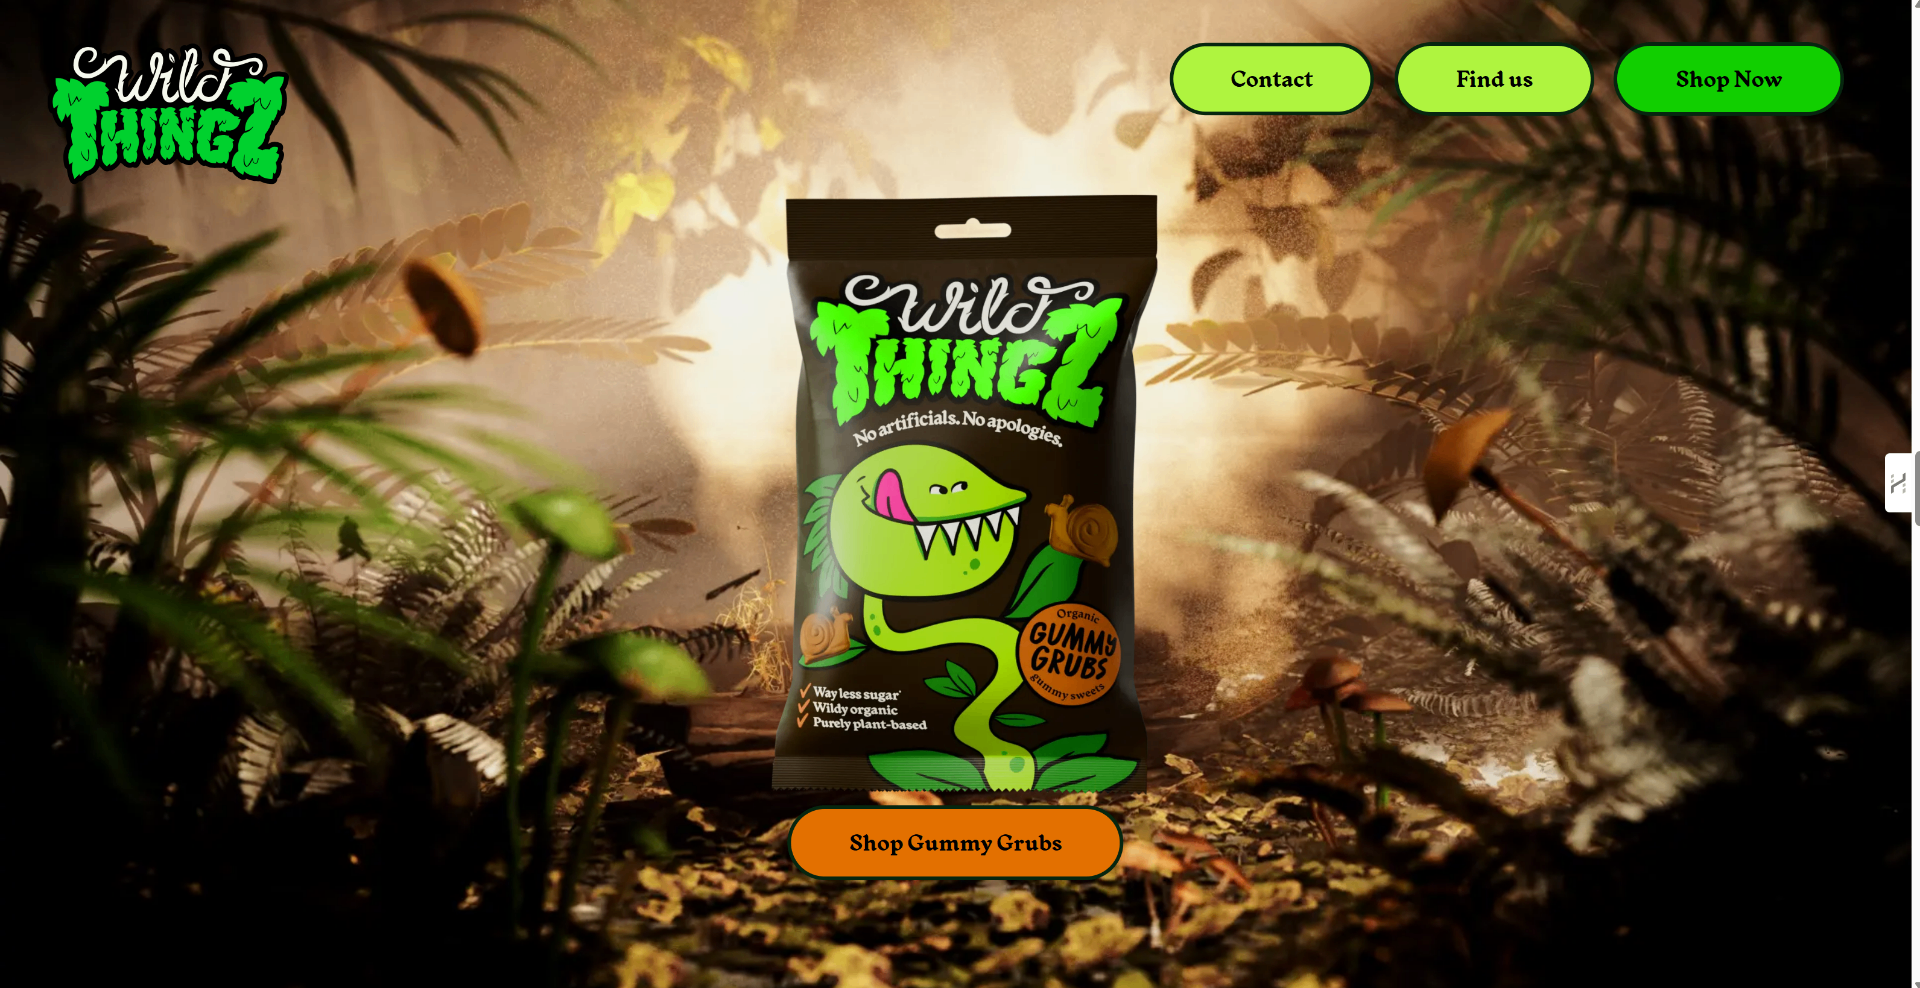 Wild
THINGZ
Contact
Find us
Shop Now
Wild
THINGZ
No artificials. No apologies.
Organic
GUMMY
GRUBS
gummy sweets
✓ Way less sugar*
✓ Wildy organic
✓ Purely plant-based
Shop Gummy Grubs